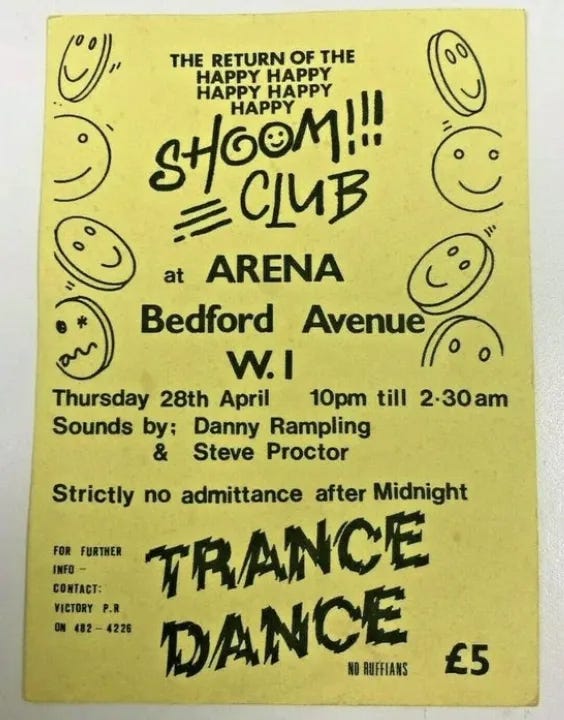 THE RETURN OF THE
HAPPY HAPPY
HAPPY HAPPY
HAPPY
SHOOM!!!
CLUB
at ARENA
Bedford Avenue
W.1
Thursday 28th April 10pm till 2·30am
Sounds by; Danny Rampling
& Steve Proctor
Strictly no admittance after Midnight
FOR FURTHER
INFO –
CONTACT:
VICTORY P.R
ON 482 – 4226
TRANCE
DANCE
NO RUFFIANS
£5